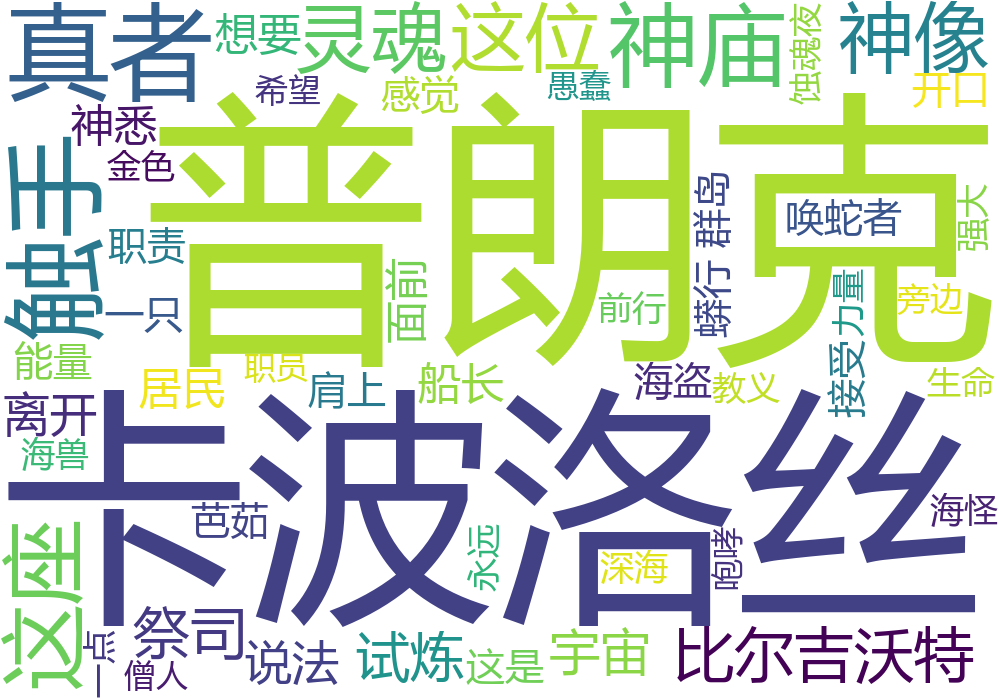 真者
想要
灵魂
这位
神庙
蚀魂夜
神像
希望
感觉
愚蠢
开口
神悉
金色
普朗克
触手
职责
一只
面前
前行
群岛
蟒行
唤蛇者
强大
旁边
力量
接受
能量
居民
职员
肩上
船长
海盗
教义
生命
离开
海兽
卡波洛丝
芭茹
永远
深海
咆哮
海怪
这座
一点
祭司
僧人
说法
试炼
这是
宇宙
比尔吉沃特